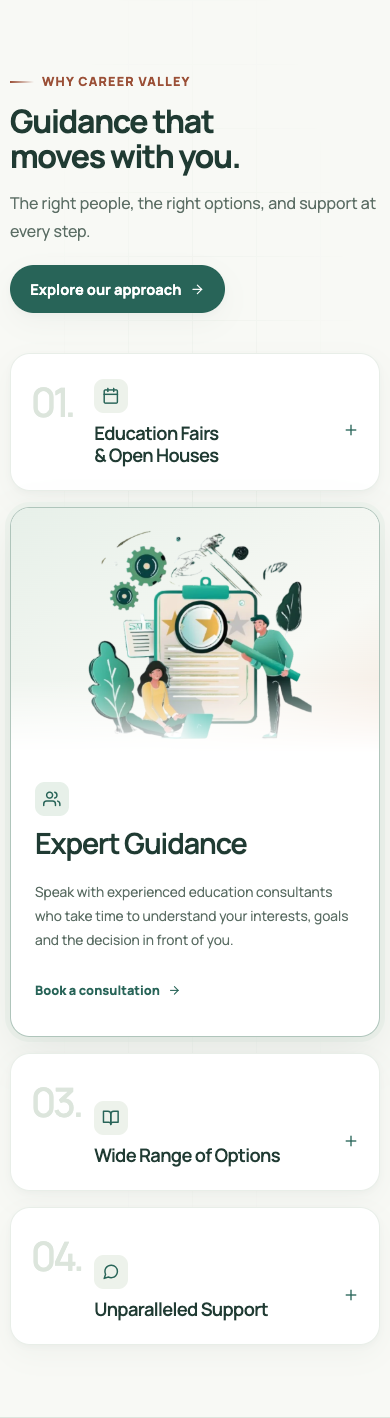 WHY CAREER VALLEY
Guidance that
moves with you.
The right people, the right options, and support at
every step.
Explore our approach →
01.
Education Fairs
& Open Houses
+
Expert Guidance
Speak with experienced education consultants
who take time to understand your interests, goals
and the decision in front of you.
Book a consultation →
03.
Wide Range of Options
+
04.
Unparalleled Support
+